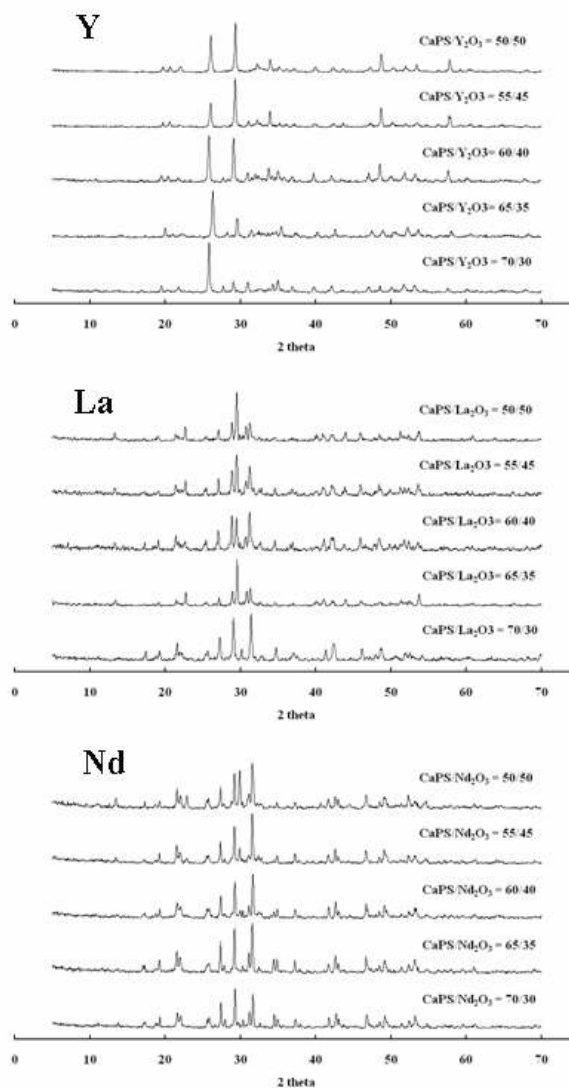 Y
CaPS/Y₂O₃ = 50/50
CaPS/Y₂O3 = 55/45
CaPS/Y₂O3= 60/40
CaPS/Y₂O3= 65/35
CaPS/Y₂O3 = 70/30
0 10 20 30 40 50 60 70
2 theta
La
CaPS/La₂O₃ = 50/50
CaPS/La₂O3 = 55/45
CaPS/La₂O3= 60/40
CaPS/La₂O3= 65/35
CaPS/La₂O3 = 70/30
0 10 20 30 40 50 60 70
2 theta
Nd
CaPS/Nd₂O₃ = 50/50
CaPS/Nd₂O₃ = 55/45
CaPS/Nd₂O₃ = 60/40
CaPS/Nd₂O₃ = 65/35
CaPS/Nd₂O₃ = 70/30
0 10 20 30 40 50 60 70
2 theta